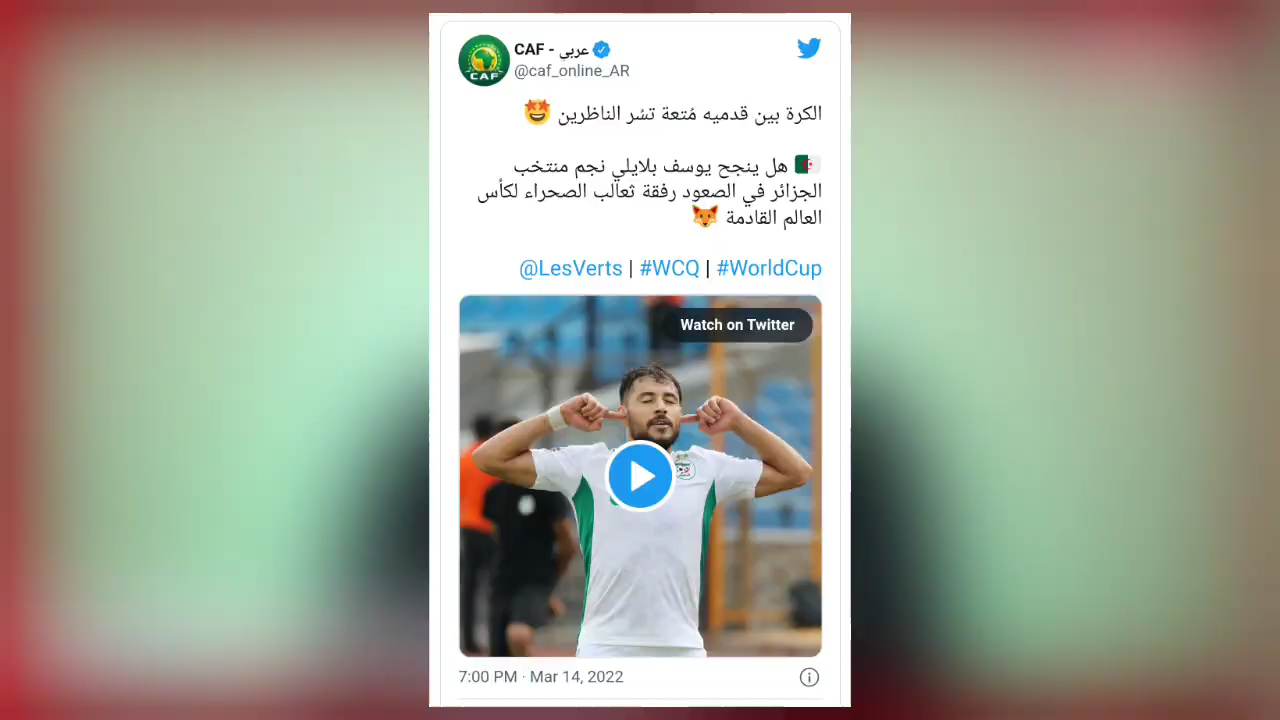 CAF - عربي
@caf_online_AR
CAF
الكرة بين قدميه مُتعة تسُر الناظرين 🤩
🇩🇿 هل ينجح يوسف بلايلي نجم منتخب
الجزائر في الصعود رفقة ثعالب الصحراء لكأس
العالم القادمة 🦊
@LesVerts | #WCQ | #WorldCup
Watch on Twitter
7:00 PM · Mar 14, 2022